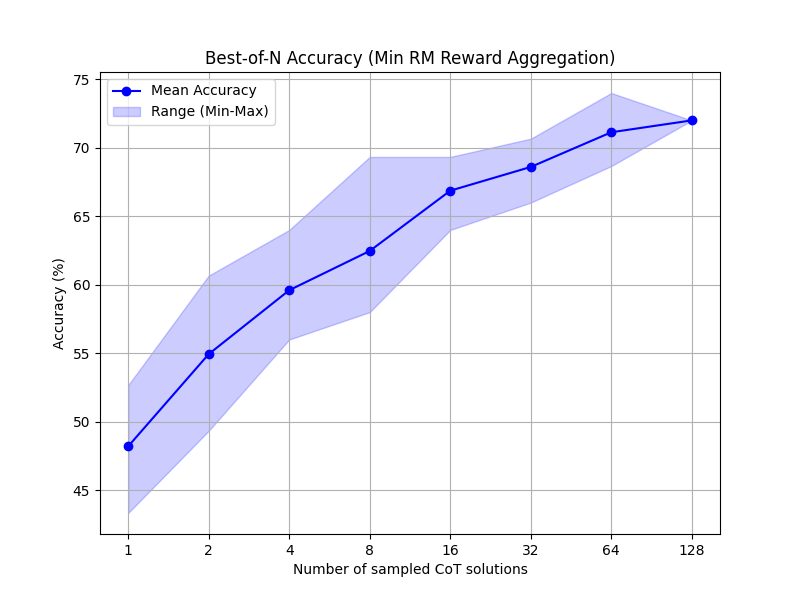 Best-of-N Accuracy (Min RM Reward Aggregation)
Mean Accuracy
Range (Min-Max)
Accuracy (%)
75
70
65
60
55
50
45
1 2 4 8 16 32 64 128
Number of sampled CoT solutions